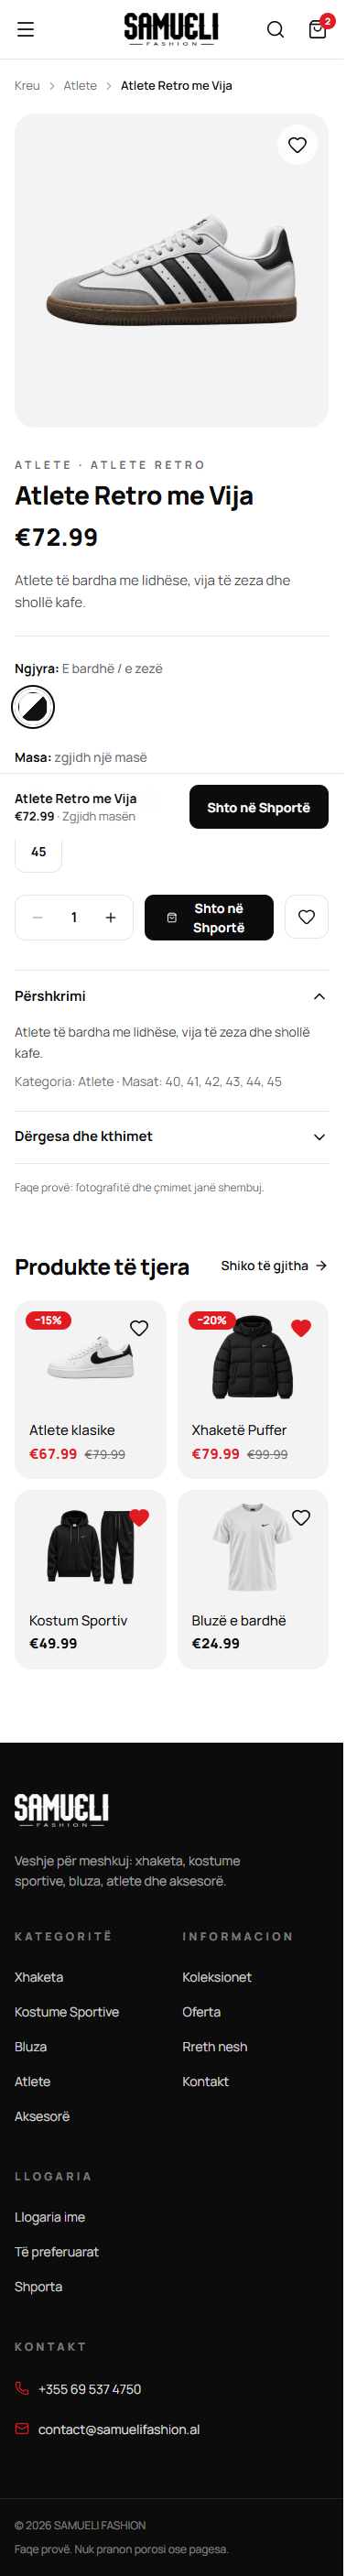 SAMUELI
FASHION
2
Kreu > Atlete > Atlete Retro me Vija
ATLETE · ATLETE RETRO
Atlete Retro me Vija
€72.99
Atlete të bardha me lidhëse, vija të zeza dhe
shollë kafe.
Ngjyra: E bardhë / e zezë
Masa: zgjidh një masë
Atlete Retro me Vija
€72.99 · Zgjidh masën
Shto në Shportë
45
− 1 +
Shto në
Shportë
Përshkrimi
Atlete të bardha me lidhëse, vija të zeza dhe shollë
kafe.
Kategoria: Atlete · Masat: 40, 41, 42, 43, 44, 45
Dërgesa dhe kthimet
Faqe provë: fotografitë dhe çmimet janë shembuj.
Produkte të tjera
Shiko të gjitha →
−15%
Atlete klasike
€67.99 €79.99
−20%
Xhaketë Puffer
€79.99 €99.99
Kostum Sportiv
€49.99
Bluzë e bardhë
€24.99
SAMUELI
FASHION
Veshje për meshkuj: xhaketa, kostume
sportive, bluza, atlete dhe aksesorë.
KATEGORITË
Xhaketa
Kostume Sportive
Bluza
Atlete
Aksesorë
INFORMACION
Koleksionet
Oferta
Rreth nesh
Kontakt
LLOGARIA
Llogaria ime
Të preferuarat
Shporta
KONTAKT
+355 69 537 4750
contact@samuelifashion.al
© 2026 SAMUELI FASHION
Faqe provë. Nuk pranon porosi ose pagesa.